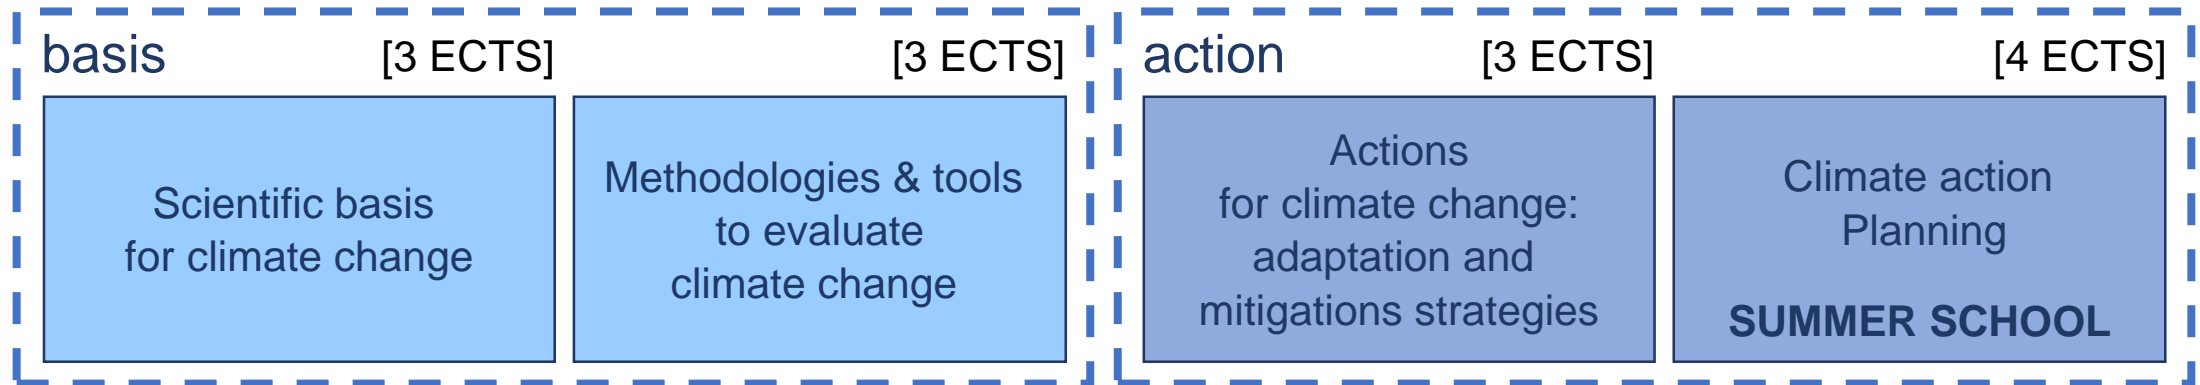 basis [3 ECTS] [3 ECTS] action [3 ECTS] [4 ECTS]
Scientific basis
for climate change
Methodologies & tools
to evaluate
climate change
Actions
for climate change:
adaptation and
mitigations strategies
Climate action
Planning
SUMMER SCHOOL